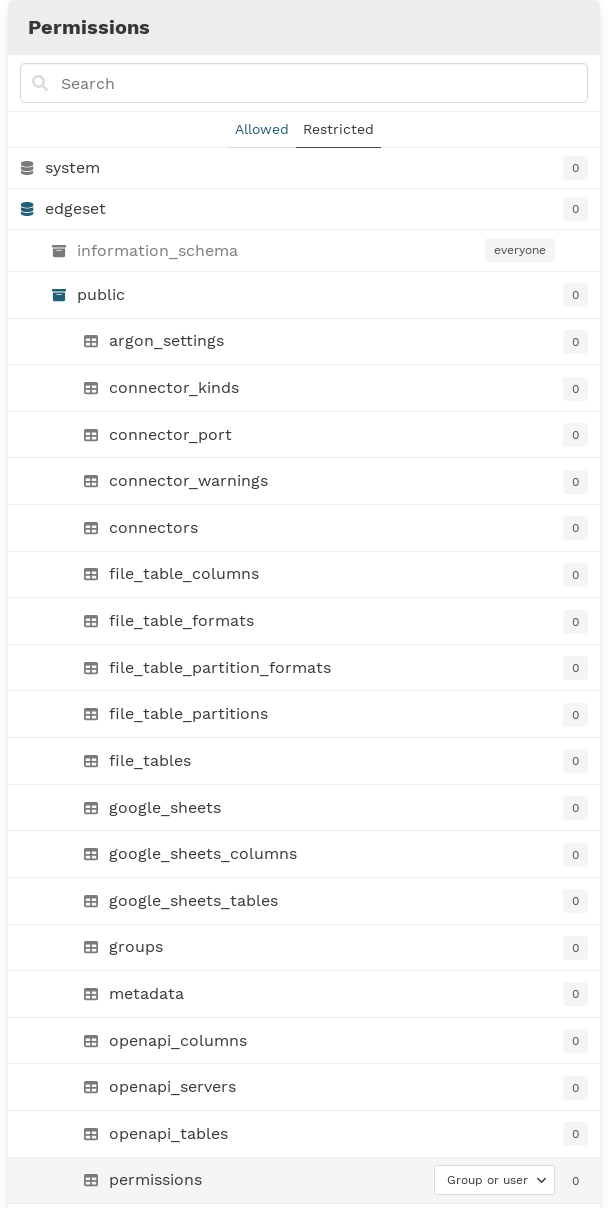 Permissions
Search
Allowed Restricted
system 0
edgeset 0
information_schema everyone
public 0
argon_settings 0
connector_kinds 0
connector_port 0
connector_warnings 0
connectors 0
file_table_columns 0
file_table_formats 0
file_table_partition_formats 0
file_table_partitions 0
file_tables 0
google_sheets 0
google_sheets_columns 0
google_sheets_tables 0
groups 0
metadata 0
openapi_columns 0
openapi_servers 0
openapi_tables 0
permissions Group or user 0